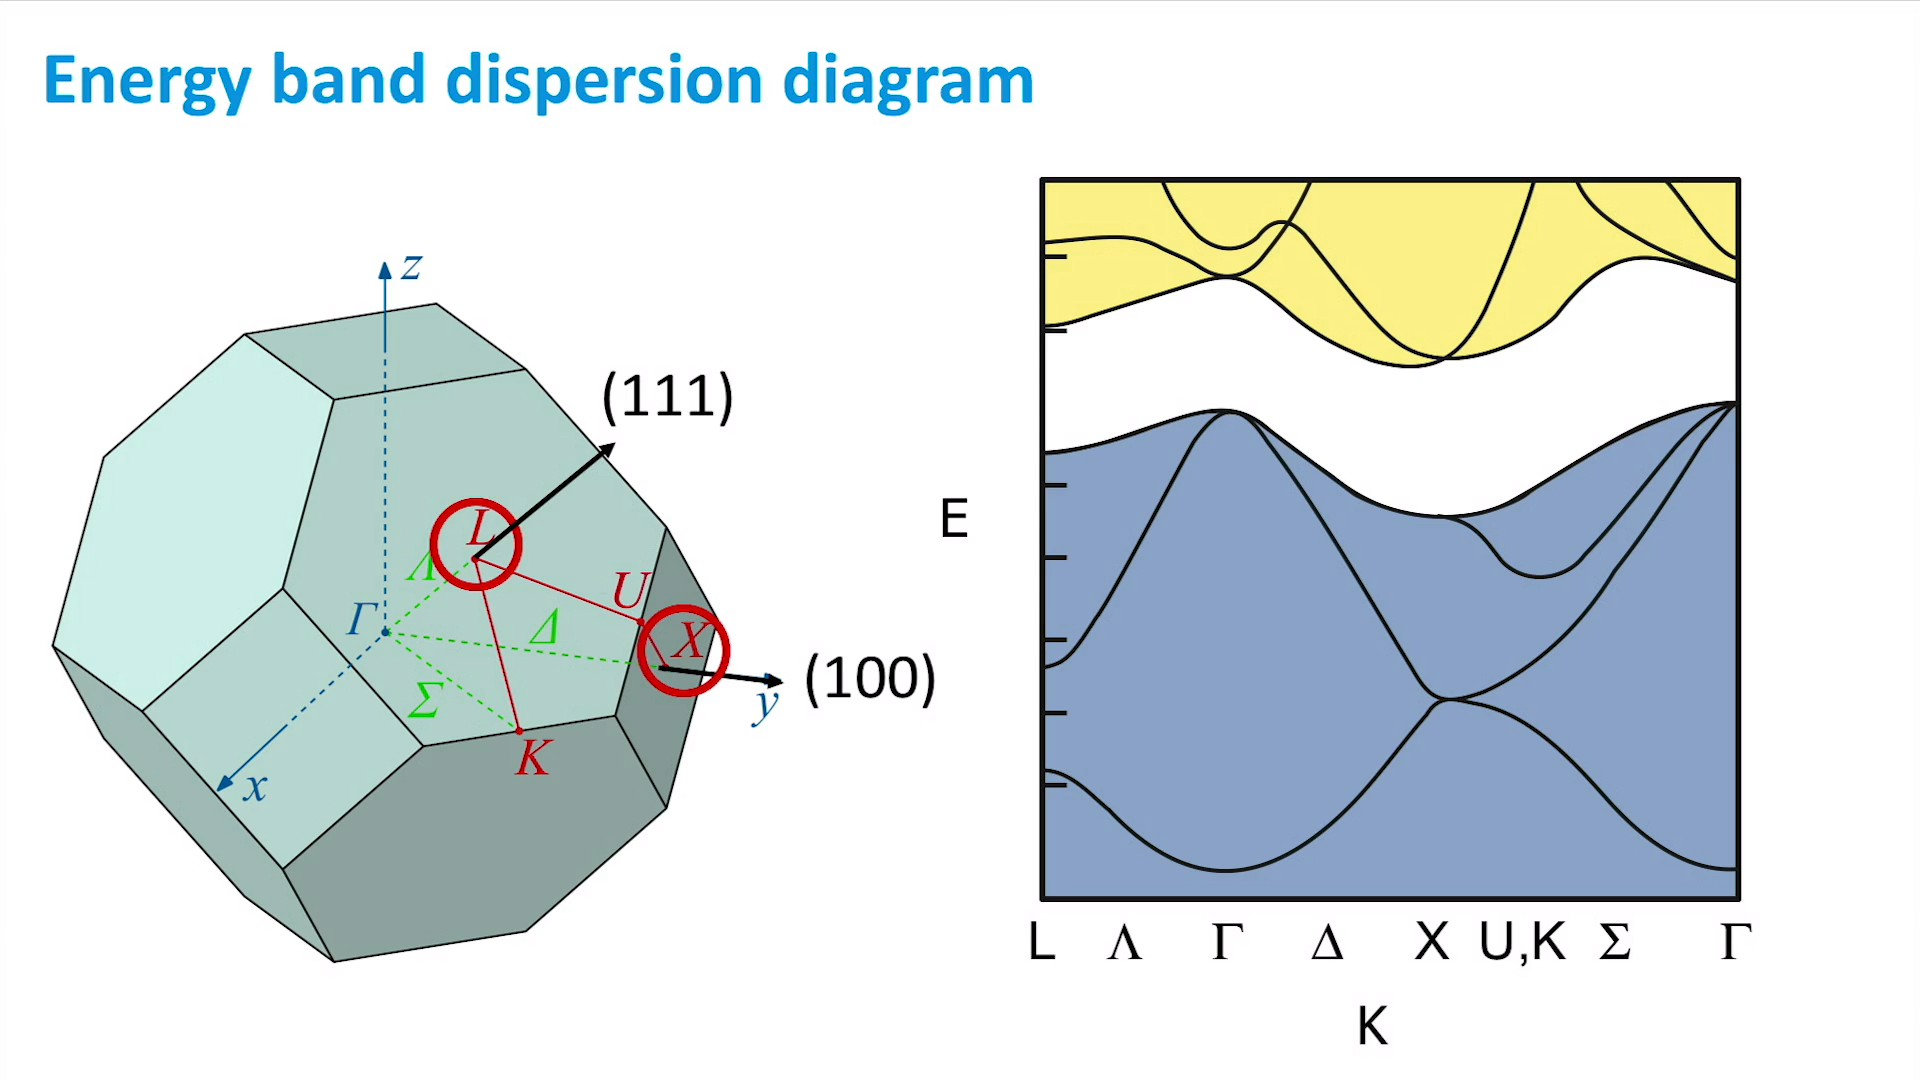 Energy band dispersion diagram
z
(111)
L
Λ
U
Γ
Δ
X
(100)
Σ
y
K
x
E
L Λ Γ Δ X U,K Σ Γ
K